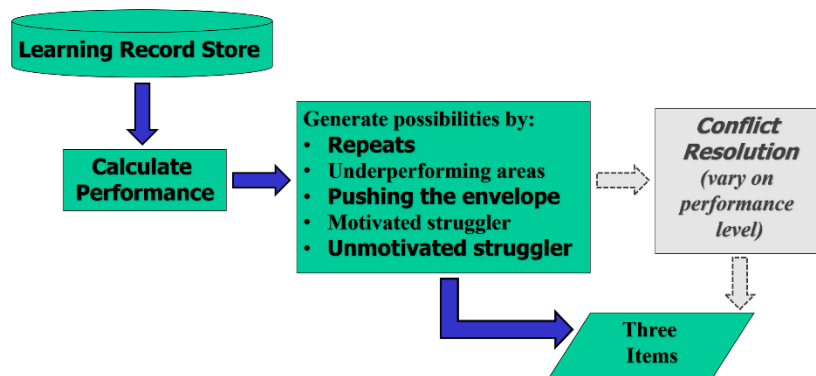 Learning Record Store
Calculate
Performance
Generate possibilities by:
• Repeats
• Underperforming areas
• Pushing the envelope
• Motivated struggler
• Unmotivated struggler
Conflict
Resolution
(vary on
performance
level)
Three
Items